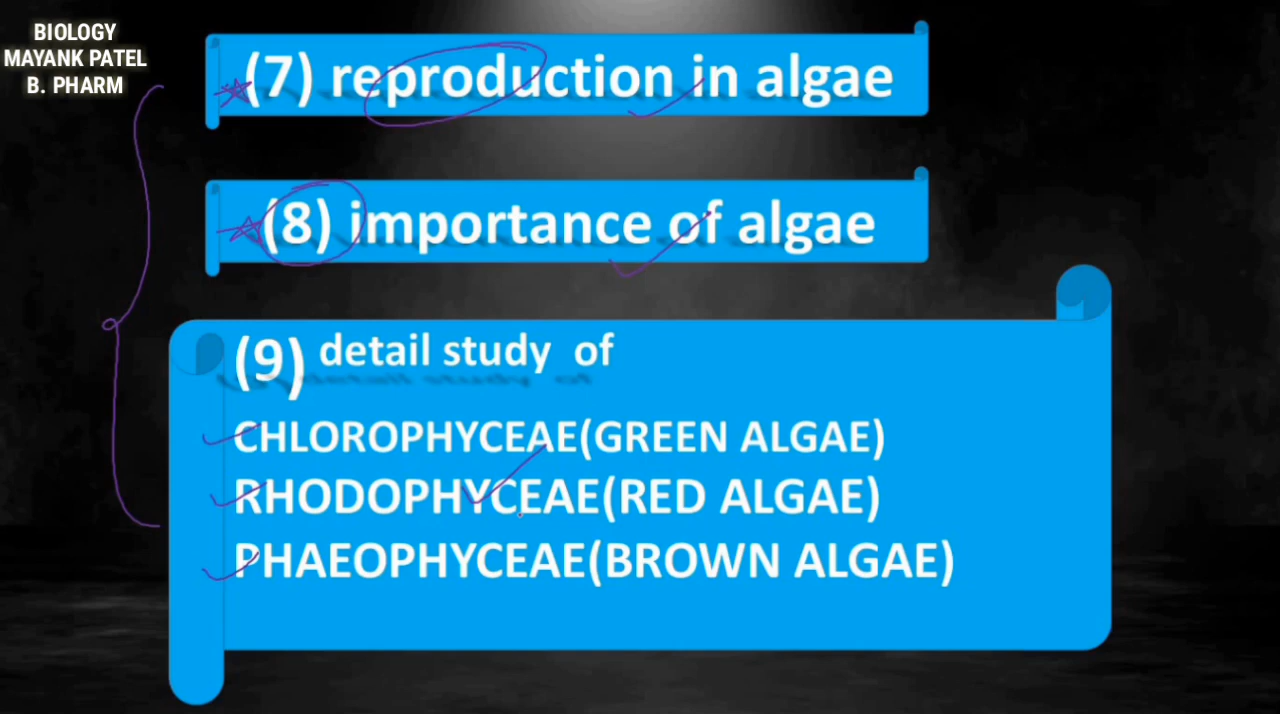 BIOLOGY
MAYANK PATEL
B. PHARM
(7) reproduction in algae
(8) importance of algae
(9) detail study of
CHLOROPHYCEAE(GREEN ALGAE)
RHODOPHYCEAE(RED ALGAE)
PHAEOPHYCEAE(BROWN ALGAE)